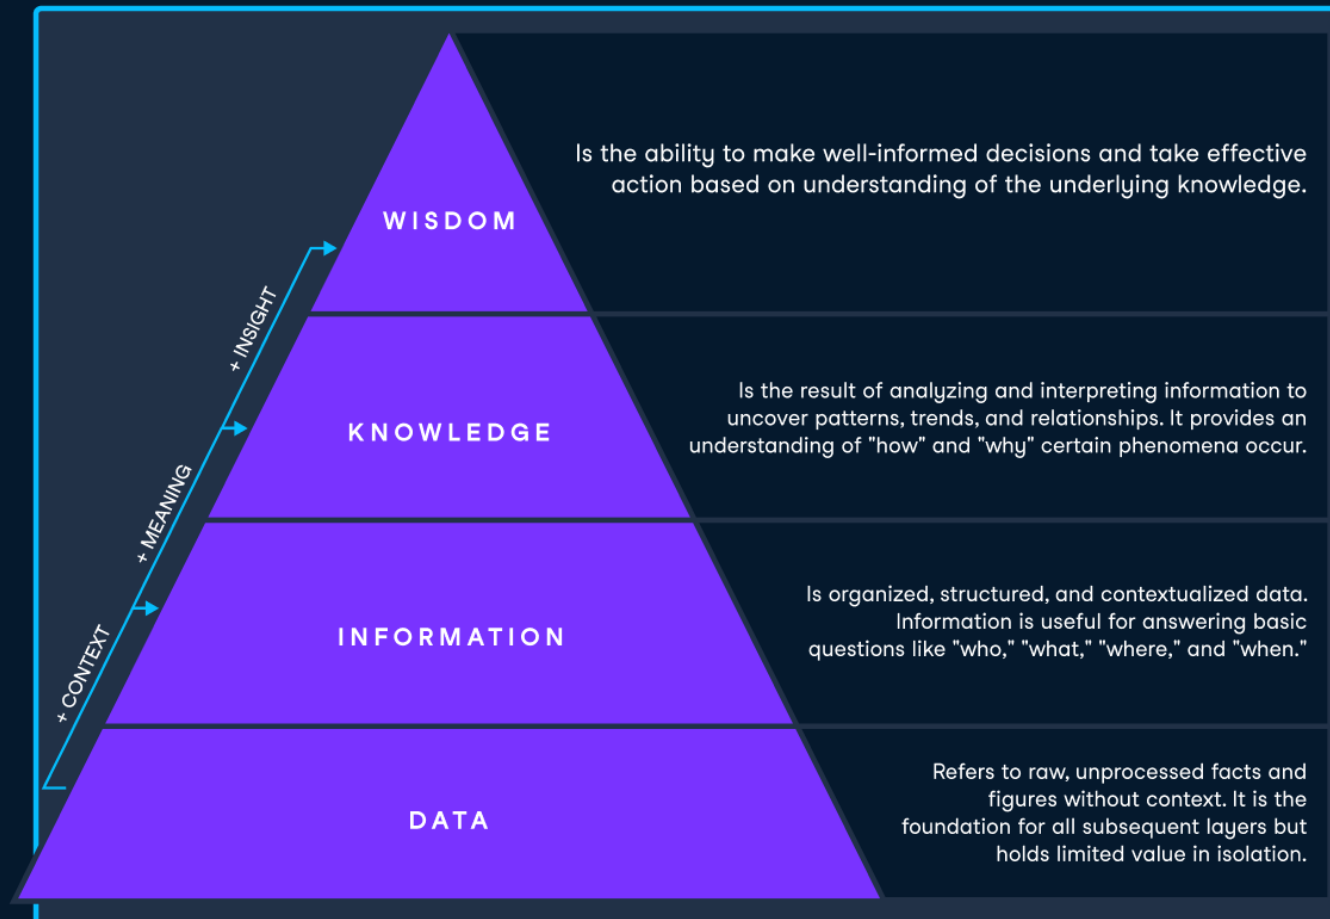 Is the ability to make well-informed decisions and take effective
action based on understanding of the underlying knowledge.
WISDOM
+ INSIGHT
Is the result of analyzing and interpreting information to
uncover patterns, trends, and relationships. It provides an
understanding of "how" and "why" certain phenomena occur.
KNOWLEDGE
+ MEANING
Is organized, structured, and contextualized data.
Information is useful for answering basic
questions like "who," "what," "where," and "when."
INFORMATION
+ CONTEXT
Refers to raw, unprocessed facts and
figures without context. It is the
foundation for all subsequent layers but
holds limited value in isolation.
DATA